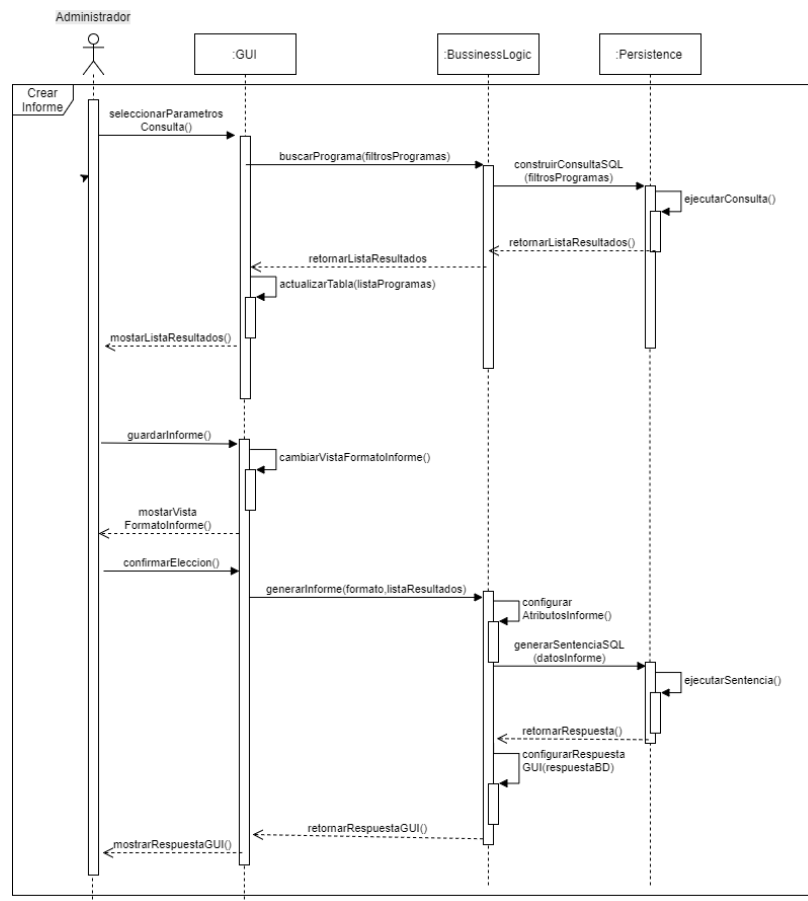 Administrador
:GUI
:BussinessLogic
:Persistence
Crear
Informe
seleccionarParametros
Consulta()
buscarPrograma(filtrosProgramas)
construirConsultaSQL
(filtrosProgramas)
ejecutarConsulta()
retornarListaResultados()
retornarListaResultados
actualizarTabla(listaProgramas)
mostarListaResultados()
guardarInforme()
cambiarVistaFormatoInforme()
mostarVista
FormatoInforme()
confirmarEleccion()
generarInforme(formato,listaResultados)
configurar
AtributosInforme()
generarSentenciaSQL
(datosInforme)
ejecutarSentencia()
retornarRespuesta()
configurarRespuesta
GUI(respuestaBD)
retornarRespuestaGUI()
mostrarRespuestaGUI()